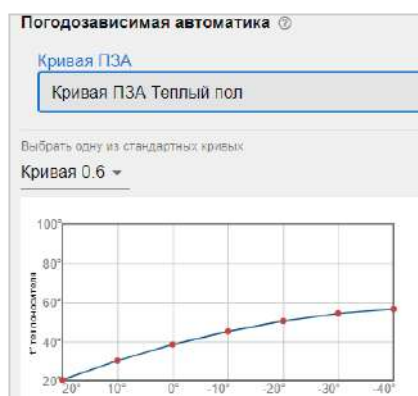 Погодозависимая автоматика ?
Кривая ПЗА
Кривая ПЗА Теплый пол
Выбрать одну из стандартных кривых
Кривая 0.6
t° теплоносителя
100°
80°
60°
40°
20°
20° 10° 0° -10° -20° -30° -40°